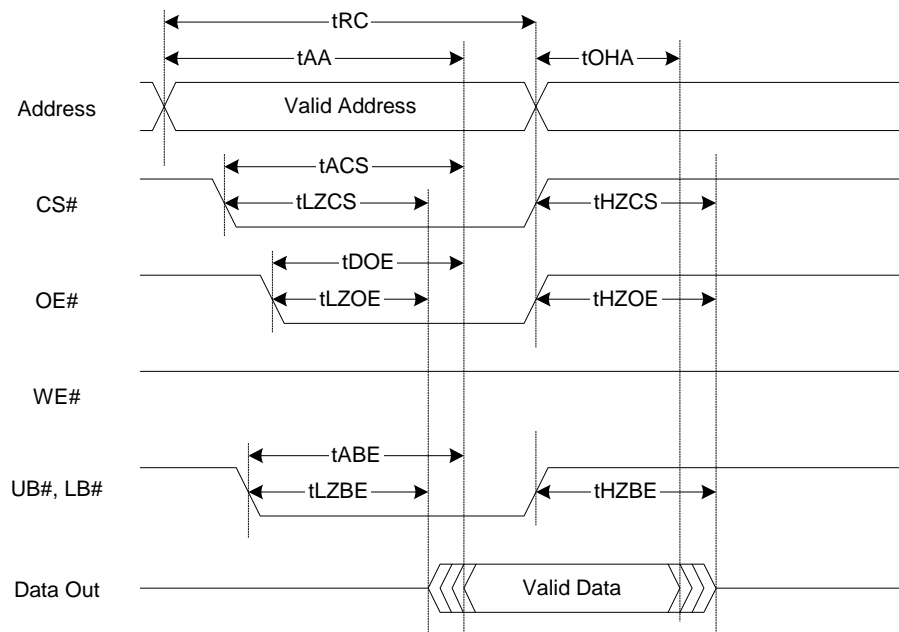 tRC
tAA
tOHA
Address
Valid Address
tACS
CS#
tLZCS
tHZCS
tDOE
OE#
tLZOE
tHZOE
WE#
tABE
UB#, LB#
tLZBE
tHZBE
Data Out
Valid Data